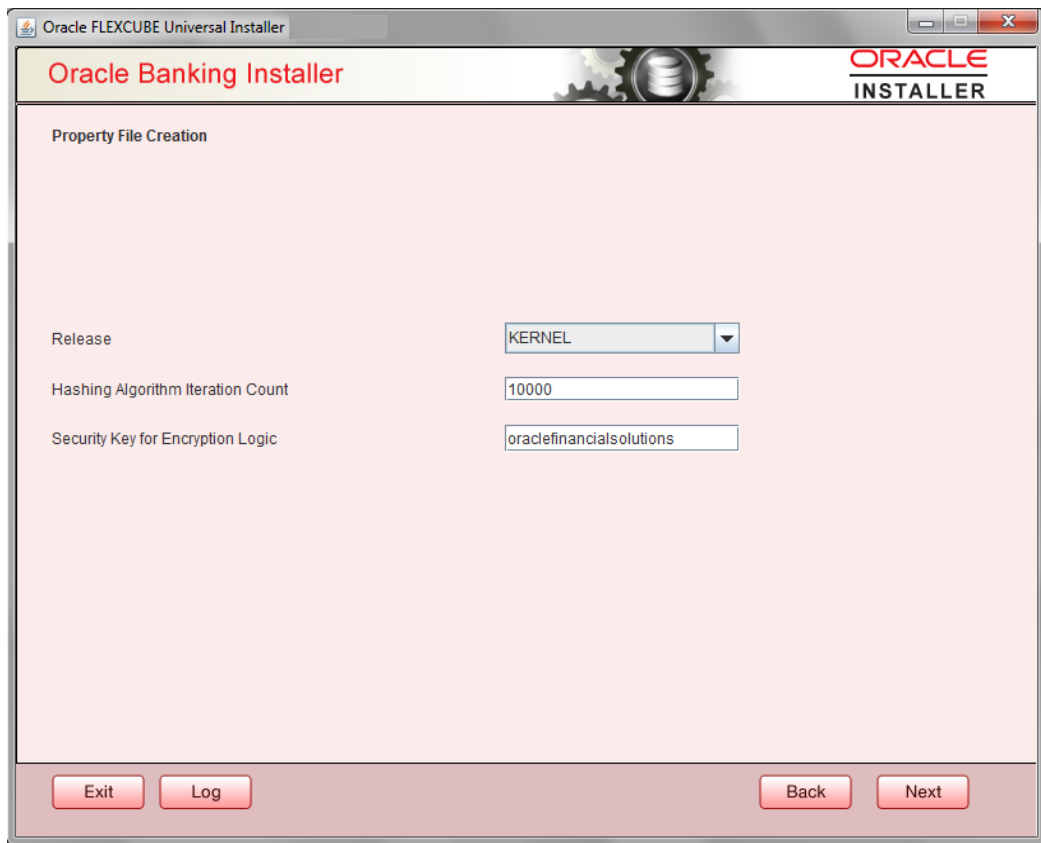 Oracle FLEXCUBE Universal Installer
X
Oracle Banking Installer
ORACLE
INSTALLER
Property File Creation
Release
KERNEL
Hashing Algorithm Iteration Count
10000
Security Key for Encryption Logic
oraclefinancialsolutions
Exit
Log
Back
Next